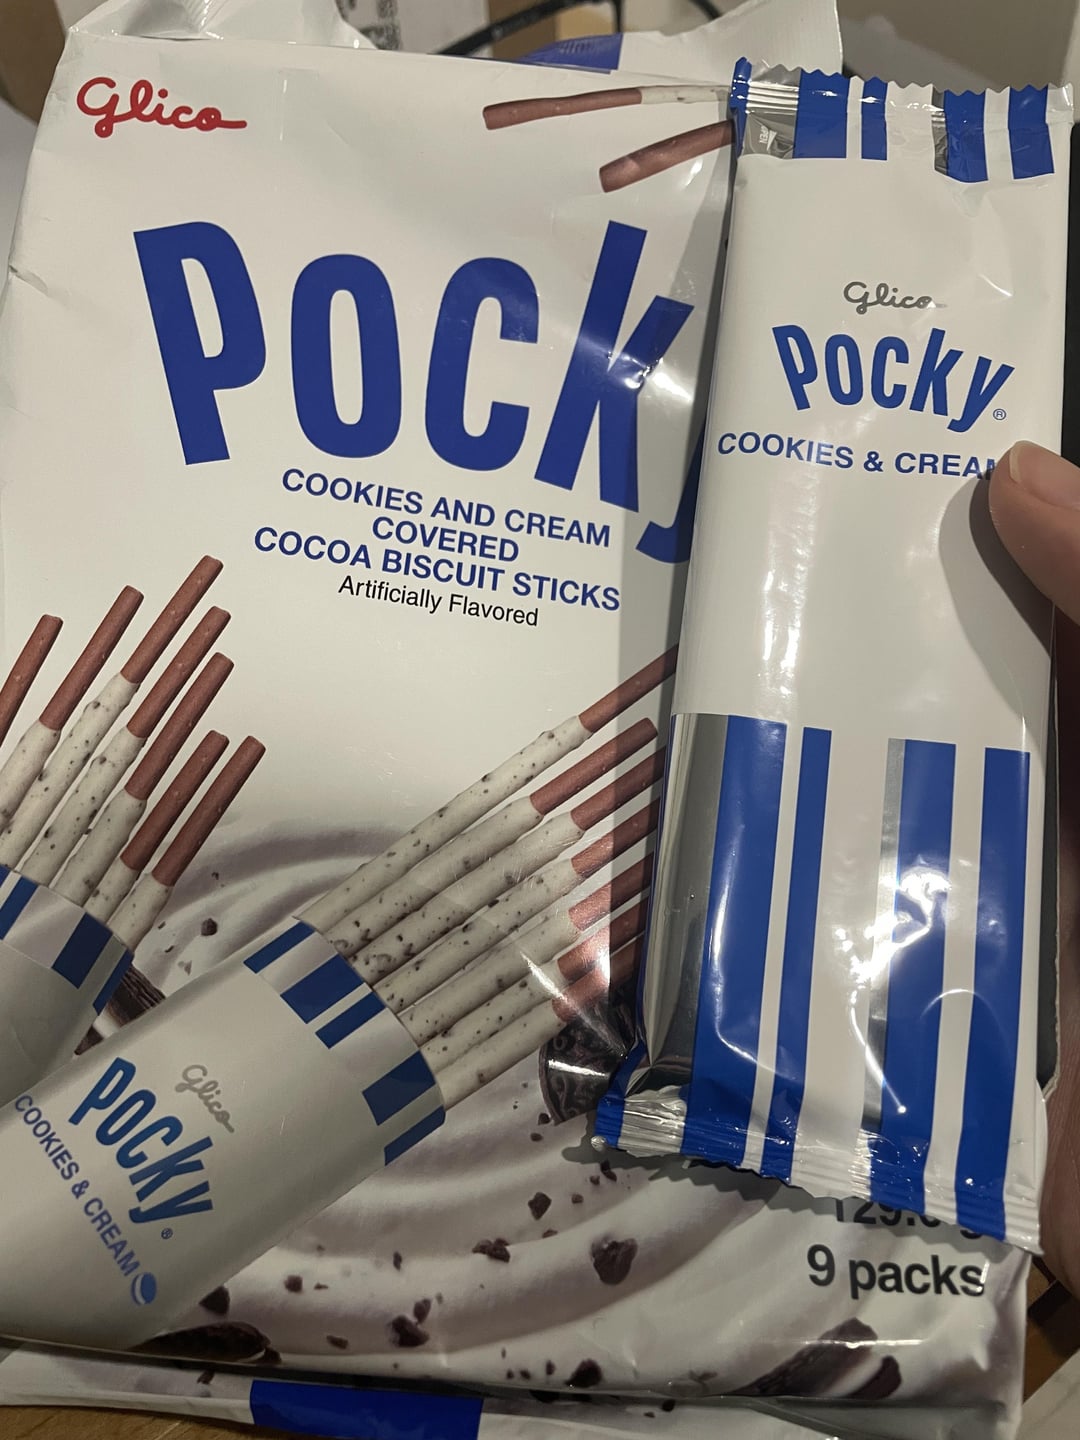 Glico
Pocky
COOKIES AND CREAM
COVERED
COCOA BISCUIT STICKS
Artificially Flavored
Glico
Pocky®
COOKIES & CREAM
9 packs
OPEN
Glico
Pocky®
COOKIES & CREAM